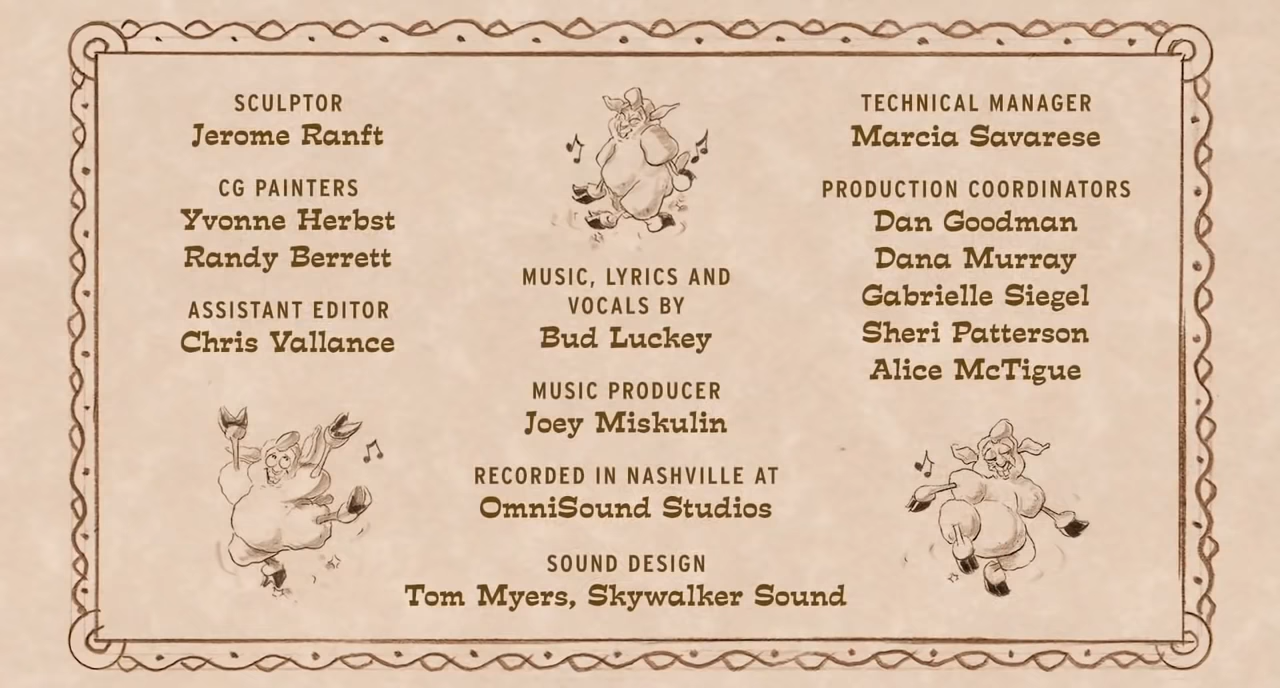 SCULPTOR
Jerome Ranft
CG PAINTERS
Yvonne Herbst
Randy Berrett
ASSISTANT EDITOR
Chris Vallance
MUSIC, LYRICS AND
VOCALS BY
Bud Luckey
MUSIC PRODUCER
Joey Miskulin
RECORDED IN NASHVILLE AT
OmniSound Studios
SOUND DESIGN
Tom Myers, Skywalker Sound
TECHNICAL MANAGER
Marcia Savarese
PRODUCTION COORDINATORS
Dan Goodman
Dana Murray
Gabrielle Siegel
Sheri Patterson
Alice McTigue